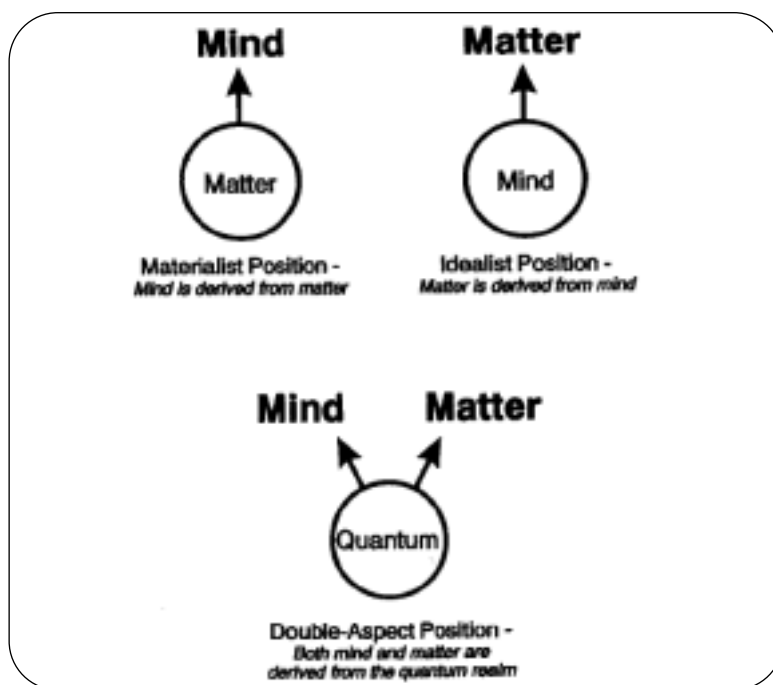 Mind
Matter
Matter
Mind
Materialist Position -
Mind is derived from matter
Idealist Position -
Matter is derived from mind
Mind
Matter
Quantum
Double-Aspect Position -
Both mind and matter are
derived from the quantum realm